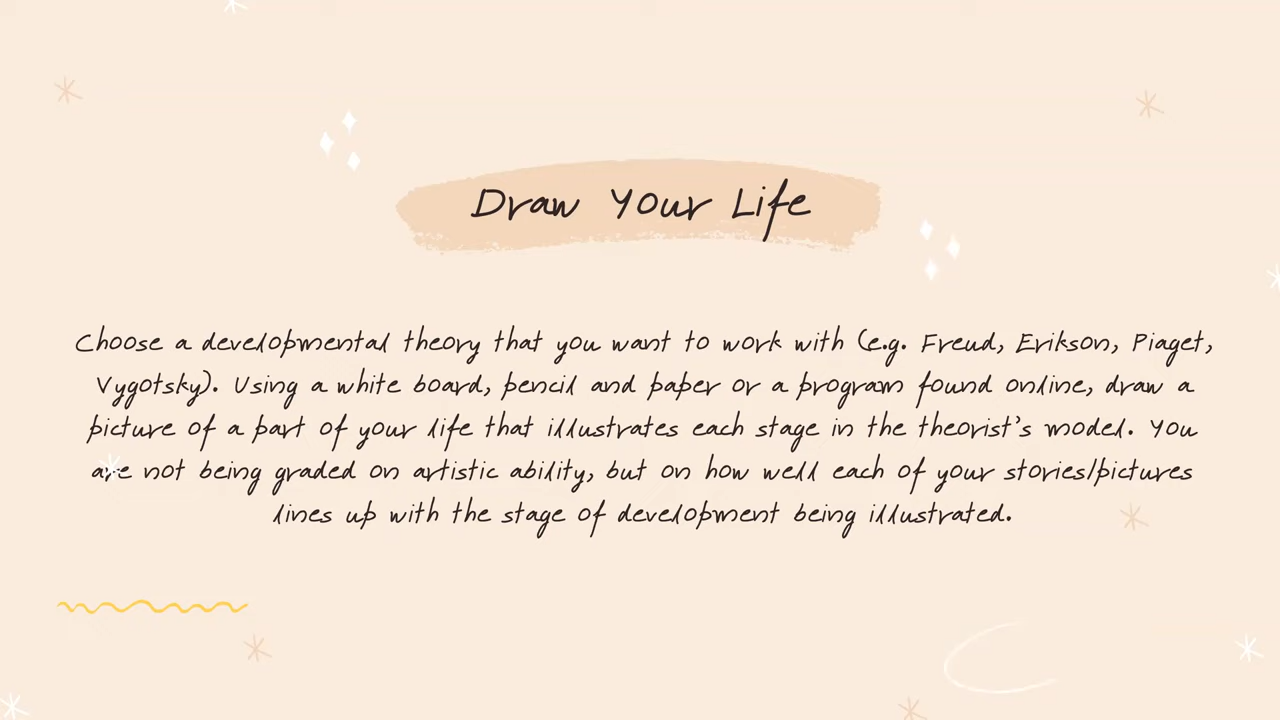 Draw Your Life
Choose a developmental theory that you want to work with (e.g. Freud, Erikson, Piaget,
Vygotsky). Using a white board, pencil and paper or a program found online, draw a
picture of a part of your life that illustrates each stage in the theorist's model. You
are not being graded on artistic ability, but on how well each of your stories/pictures
lines up with the stage of development being illustrated.